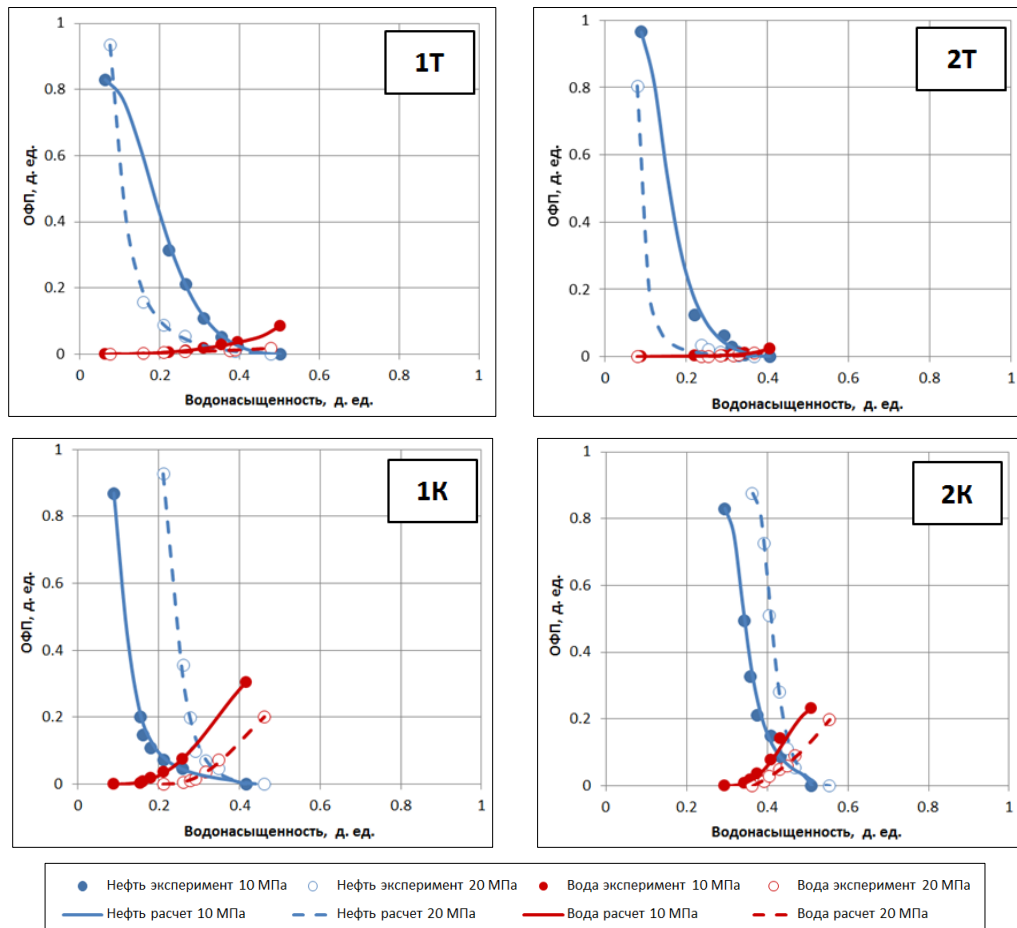 1Т
ОФП, д. ед.
1
0.8
0.6
0.4
0.2
0
0 0.2 0.4 0.6 0.8 1
Водонасыщенность, д. ед.
2Т
ОФП, д. ед.
1
0.8
0.6
0.4
0.2
0
0 0.2 0.4 0.6 0.8 1
Водонасыщенность, д. ед.
1К
ОФП, д. ед.
1
0.8
0.6
0.4
0.2
0
0 0.2 0.4 0.6 0.8 1
Водонасыщенность, д. ед.
2К
ОФП, д. ед.
1
0.8
0.6
0.4
0.2
0
0 0.2 0.4 0.6 0.8 1
Водонасыщенность, д. ед.
Нефть эксперимент 10 МПа Нефть эксперимент 20 МПа Вода эксперимент 10 МПа Вода эксперимент 20 МПа
Нефть расчет 10 МПа Нефть расчет 20 МПа Вода расчет 10 МПа Вода расчет 20 МПа